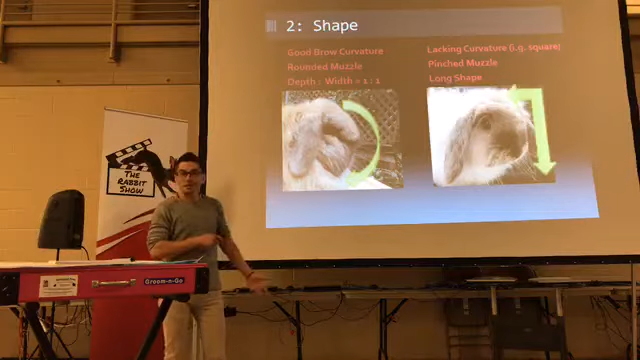 2: Shape
Good Brow Curvature
Rounded Muzzle
Depth : Width = 1 : 1
Lacking Curvature (i.g. square)
Pinched Muzzle
Long Shape
THE
RABBIT
SHOW
Groom-n-Go